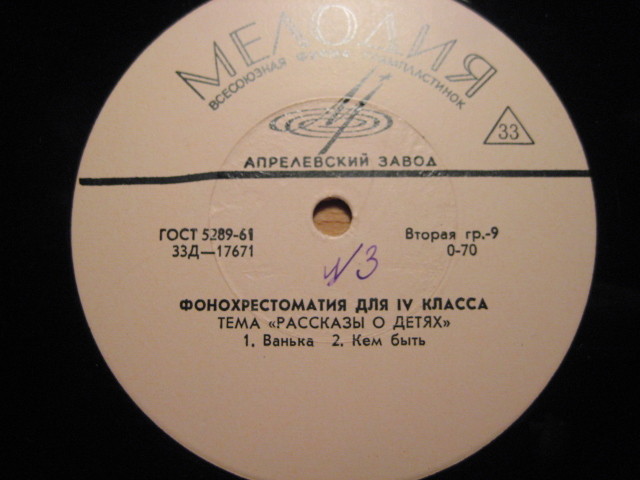 МЕЛОДИЯ
ВСЕСОЮЗНАЯ ФИРМА ГРАМПЛАСТИНОК
33
АПРЕЛЕВСКИЙ ЗАВОД
ГОСТ 5289-61 Вторая гр.-9
33Д—17671 0-70
№3
ФОНОХРЕСТОМАТИЯ ДЛЯ IV КЛАССА
ТЕМА «РАССКАЗЫ О ДЕТЯХ»
1. Ванька 2. Кем быть